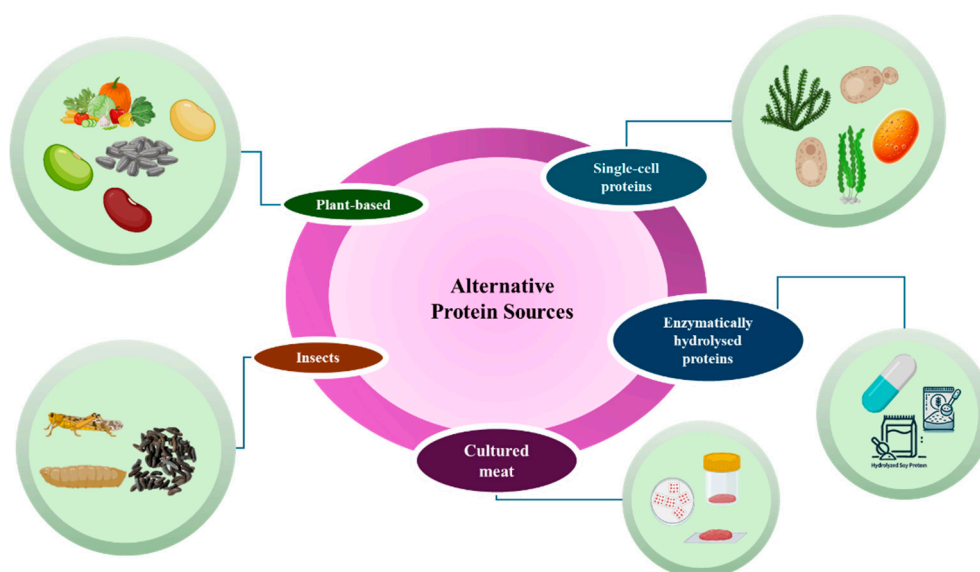 Single-cell
proteins
Plant-based
Alternative
Protein Sources
Enzymatically
hydrolysed
proteins
Insects
Cultured
meat
Hydrolyzed Soy Protein